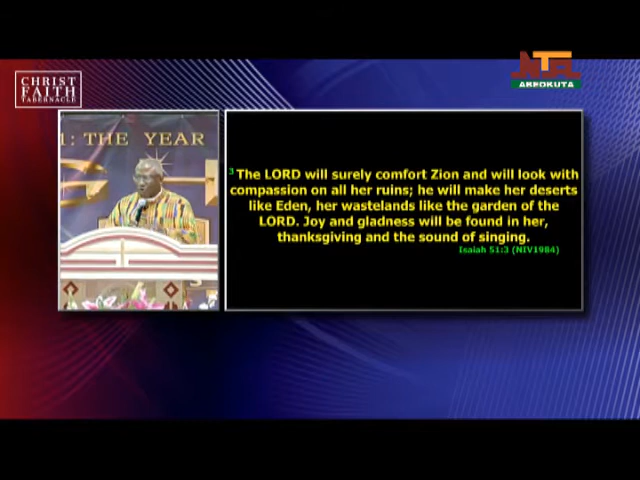 CHRIST
FAITH
TABERNACLE
NTA
ABEOKUTA
1: THE YEAR
3 The LORD will surely comfort Zion and will look with
compassion on all her ruins; he will make her deserts
like Eden, her wastelands like the garden of the
LORD. Joy and gladness will be found in her,
thanksgiving and the sound of singing.
Isaiah 51:3 (NIV1984)